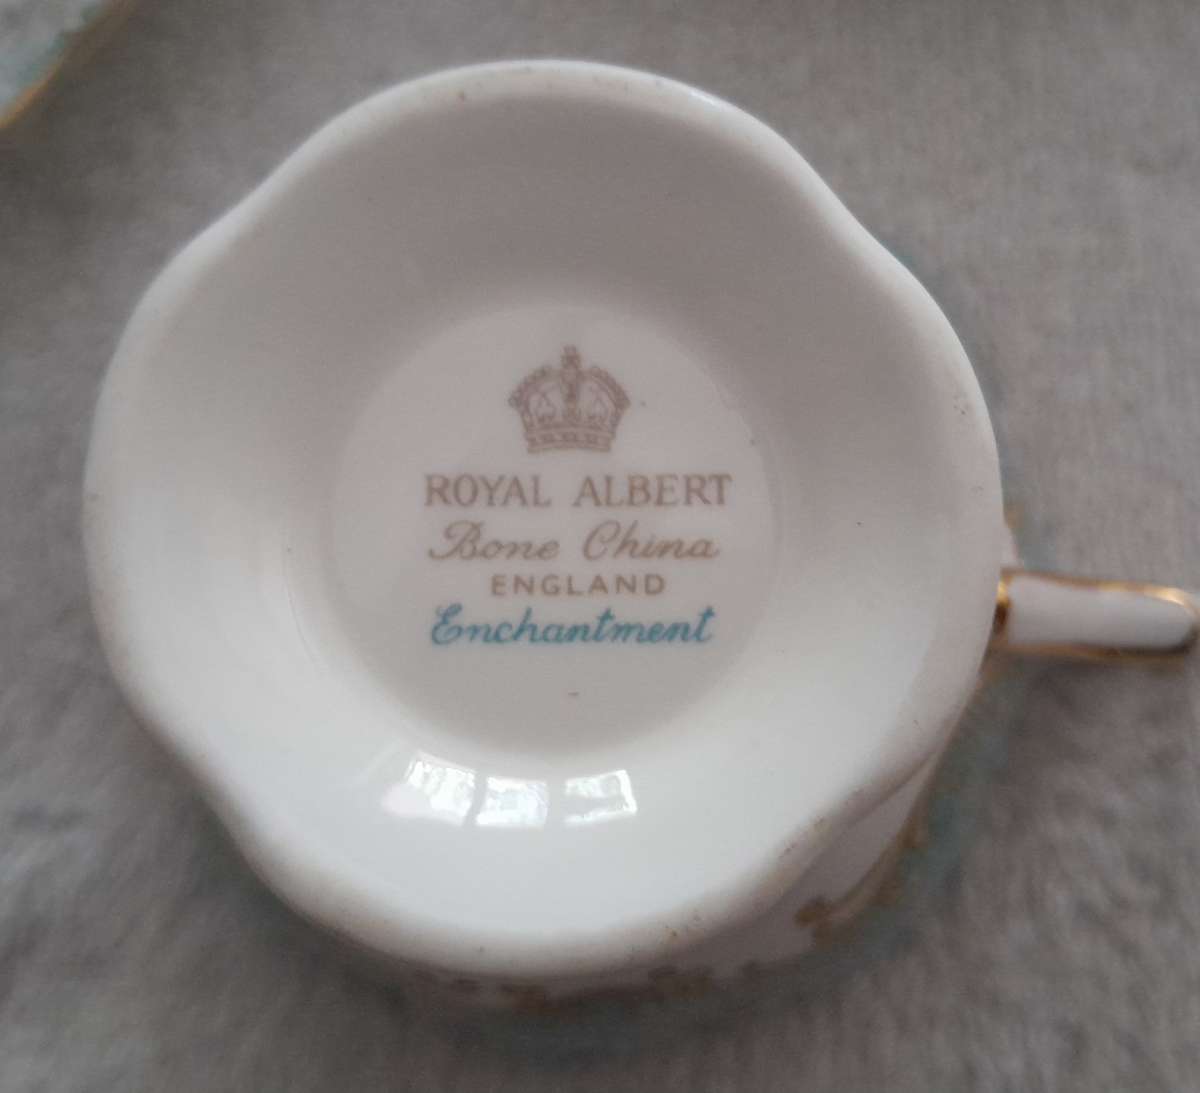 ROYAL ALBERT
Bone China
ENGLAND
Enchantment